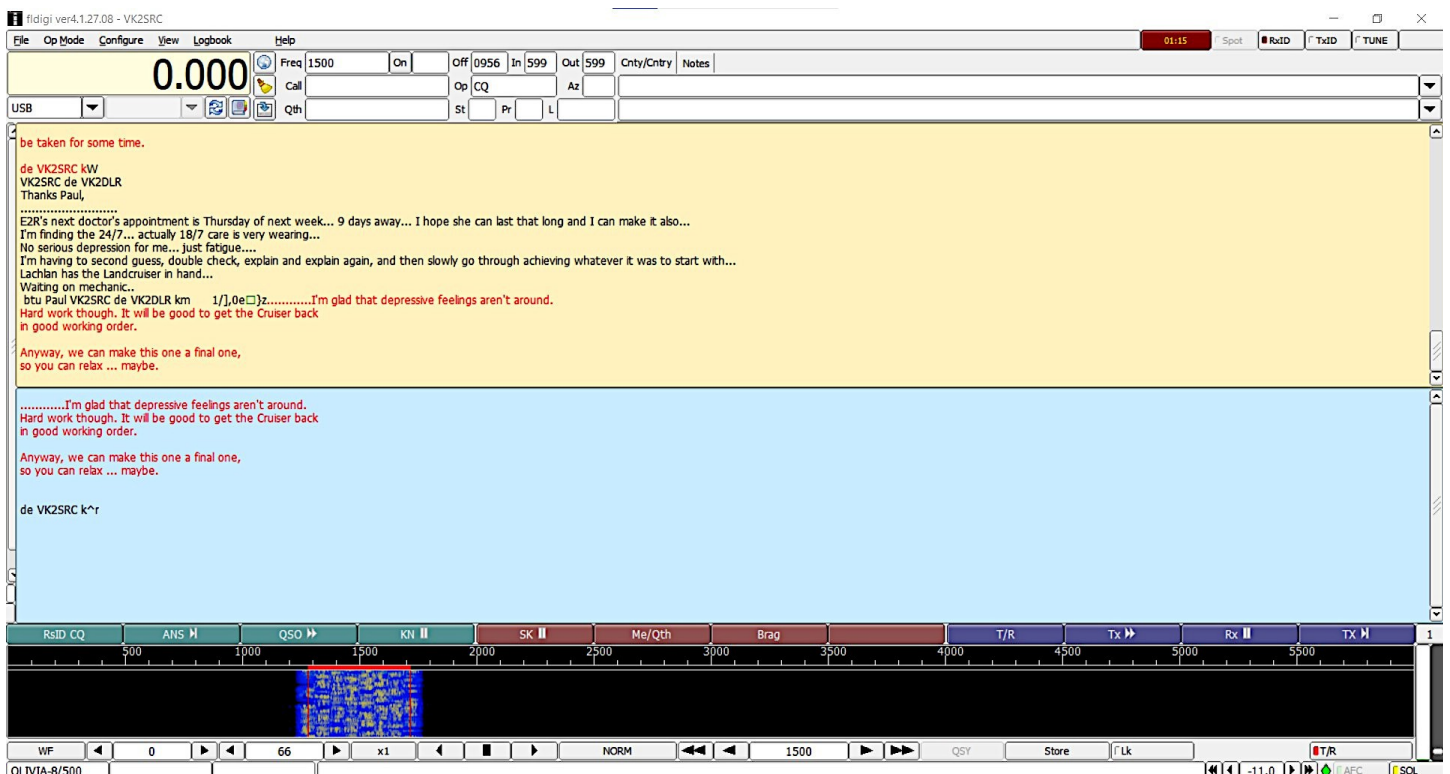 fldigi ver4.1.27.08 - VK2SRC
File Op Mode Configure View Logbook Help
01:15 Spot RxID TxID TUNE
0.000 Freq 1500 On Off 0956 In 599 Out 599 Cnty/Cntry Notes
Call Op CQ Az
USB Qth St Pr L
be taken for some time.
de VK2SRC kW
VK2SRC de VK2DLR
Thanks Paul,
..........................
E2R's next doctor's appointment is Thursday of next week... 9 days away... I hope she can last that long and I can make it also...
I'm finding the 24/7... actually 18/7 care is very wearing...
No serious depression for me... just fatigue....
I'm having to second guess, double check, explain and explain again, and then slowly go through achieving whatever it was to start with...
Lachlan has the Landcruiser in hand...
Waiting on mechanic..
btu Paul VK2SRC de VK2DLR km 1/],0e□}z............I'm glad that depressive feelings aren't around.
Hard work though. It will be good to get the Cruiser back
in good working order.
Anyway, we can make this one a final one,
so you can relax ... maybe.
............I'm glad that depressive feelings aren't around.
Hard work though. It will be good to get the Cruiser back
in good working order.
Anyway, we can make this one a final one,
so you can relax ... maybe.
de VK2SRC k^r
RsID CQ ANS QSO KN SK Me/Qth Brag T/R Tx Rx TX 1
500 1000 1500 2000 2500 3000 3500 4000 4500 5000 5500
WF 0 66 x1 NORM 1500 QSY Store Lk T/R
OLIVIA-8/500 -11.0 AFC SQL